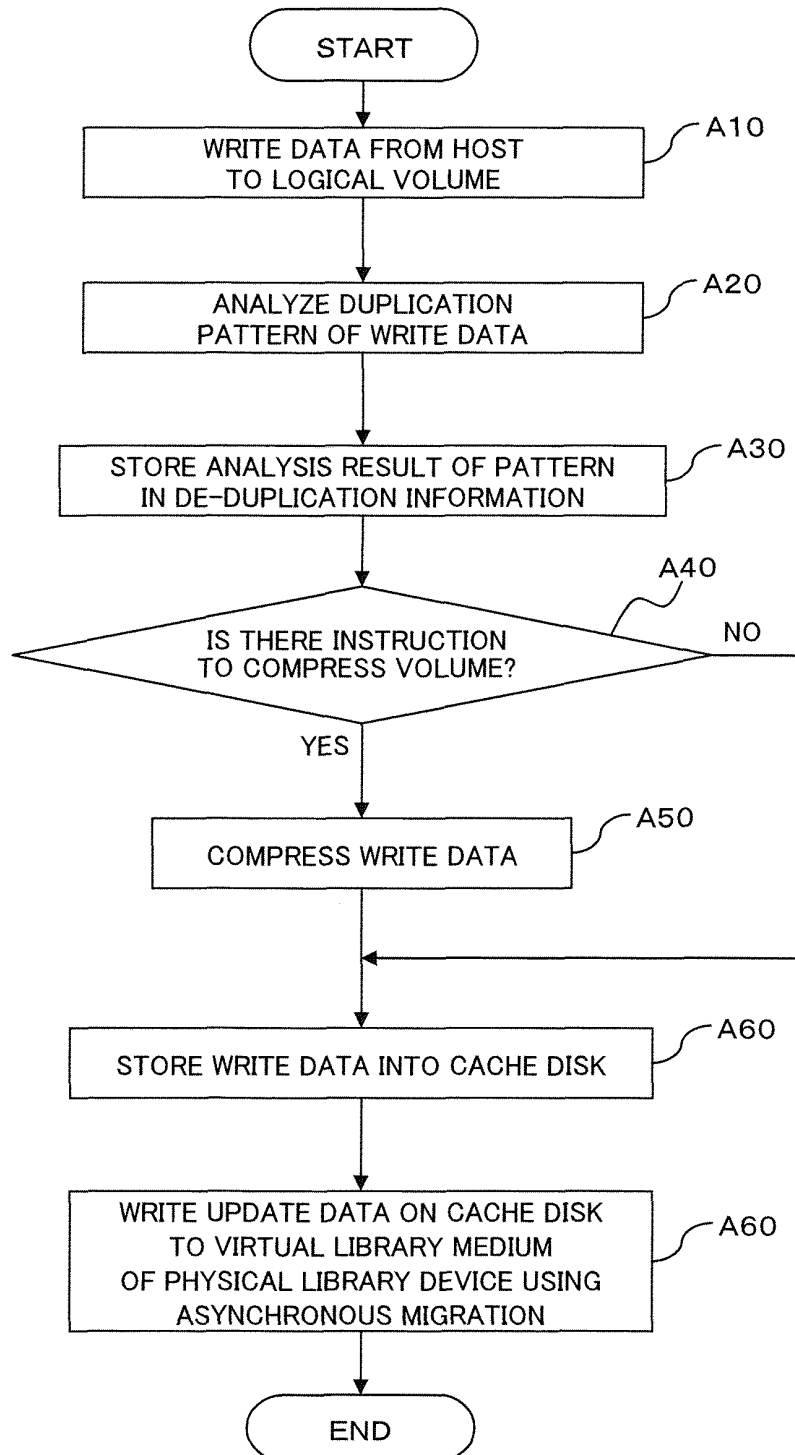 START
A10
WRITE DATA FROM HOST
TO LOGICAL VOLUME
A20
ANALYZE DUPLICATION
PATTERN OF WRITE DATA
A30
STORE ANALYSIS RESULT OF PATTERN
IN DE-DUPLICATION INFORMATION
A40
IS THERE INSTRUCTION
TO COMPRESS VOLUME?
NO
YES
A50
COMPRESS WRITE DATA
A60
STORE WRITE DATA INTO CACHE DISK
WRITE UPDATE DATA ON CACHE DISK
A60
TO VIRTUAL LIBRARY MEDIUM
OF PHYSICAL LIBRARY DEVICE USING
ASYNCHRONOUS MIGRATION
END